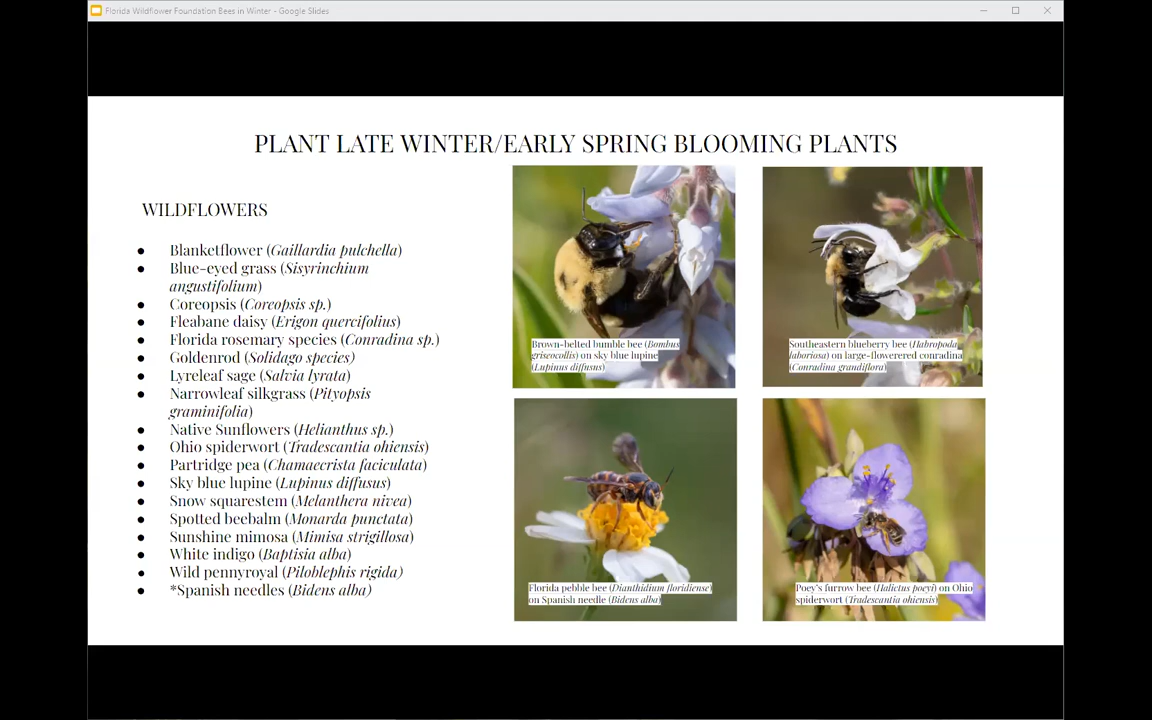 Florida Wildflower Foundation Bees in Winter - Google Slides
PLANT LATE WINTER/EARLY SPRING BLOOMING PLANTS
WILDFLOWERS
● Blanketflower (Gaillardia pulchella)
● Blue-eyed grass (Sisyrinchium
angustifolium)
● Coreopsis (Coreopsis sp.)
● Fleabane daisy (Erigon quercifolius)
● Florida rosemary species (Conradina sp.)
● Goldenrod (Solidago species)
● Lyreleaf sage (Salvia lyrata)
● Narrowleaf silkgrass (Pityopsis
graminifolia)
● Native Sunflowers (Helianthus sp.)
● Ohio spiderwort (Tradescantia ohiensis)
● Partridge pea (Chamaecrista faciculata)
● Sky blue lupine (Lupinus diffusus)
● Snow squarestem (Melanthera nivea)
● Spotted beebalm (Monarda punctata)
● Sunshine mimosa (Mimisa strigillosa)
● White indigo (Baptisia alba)
● Wild pennyroyal (Piloblephis rigida)
● *Spanish needles (Bidens alba)
Brown-belted bumble bee (Bombus
griseocollis) on sky blue lupine
(Lupinus diffusus)
Southeastern blueberry bee (Habropoda
laboriosa) on large-flowerered conradina
(Conradina grandiflora)
Florida pebble bee (Dianthidium floridiense)
on Spanish needle (Bidens alba)
Poey's furrow bee (Halictus poeyi) on Ohio
spiderwort (Tradescantia ohiensis)